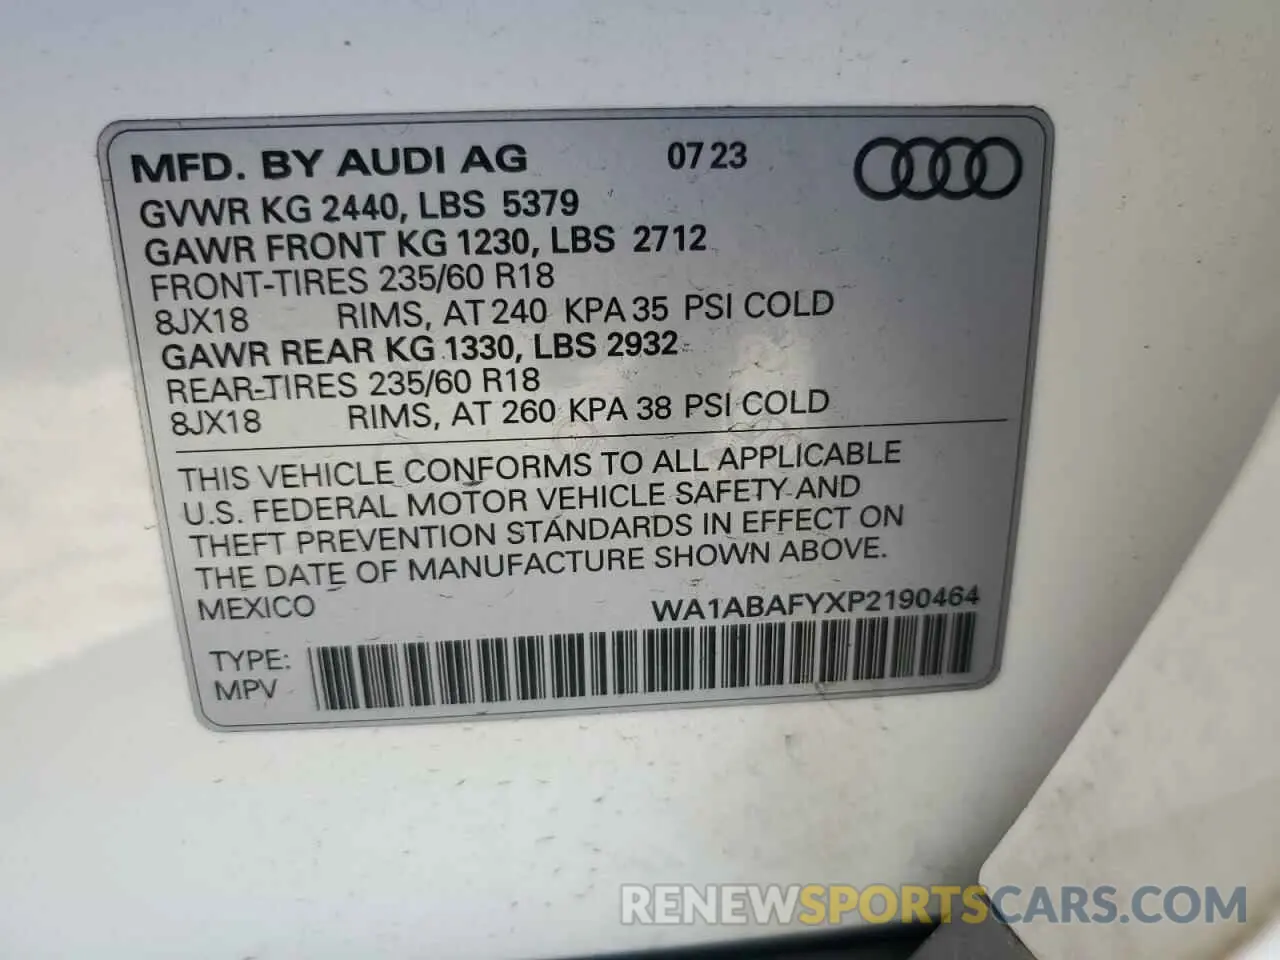 MFD. BY AUDI AG 07 23
GVWR KG 2440, LBS 5379
GAWR FRONT KG 1230, LBS 2712
FRONT-TIRES 235/60 R18
8JX18 RIMS, AT 240 KPA 35 PSI COLD
GAWR REAR KG 1330, LBS 2932
REAR-TIRES 235/60 R18
8JX18 RIMS, AT 260 KPA 38 PSI COLD
THIS VEHICLE CONFORMS TO ALL APPLICABLE
U.S. FEDERAL MOTOR VEHICLE SAFETY AND
THEFT PREVENTION STANDARDS IN EFFECT ON
THE DATE OF MANUFACTURE SHOWN ABOVE.
MEXICO WA1ABAFYXP2190464
TYPE:
MPV
RENEWSPORTSCARS.COM